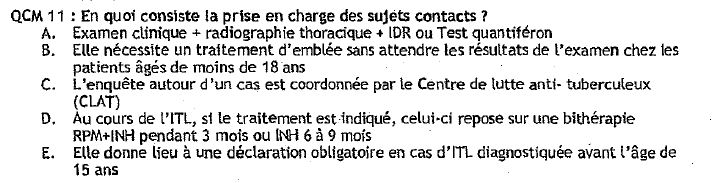 QCM 11 : En quoi consiste la prise en charge des sujets contacts ?
A. Examen clinique + radiographie thoracique + IDR ou Test quantiféron
B. Elle nécessite un traitement d'emblée sans attendre les résultats de l'examen chez les
patients âgés de moins de 18 ans
C. L'enquête autour d'un cas est coordonnée par le Centre de lutte anti- tuberculeux
(CLAT)
D. Au cours de l'ITL, si le traitement est indiqué, celui-ci repose sur une bithérapie
RPM+INH pendant 3 mois ou INH 6 à 9 mois
E. Elle donne lieu à une déclaration obligatoire en cas d'ITL diagnostiquée avant l'âge de
15 ans